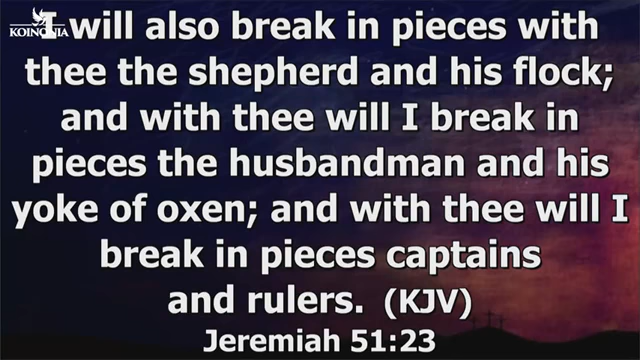 KOINONIA
I will also break in pieces with
thee the shepherd and his flock;
and with thee will I break in
pieces the husbandman and his
yoke of oxen; and with thee will I
break in pieces captains
and rulers. (KJV)
Jeremiah 51:23